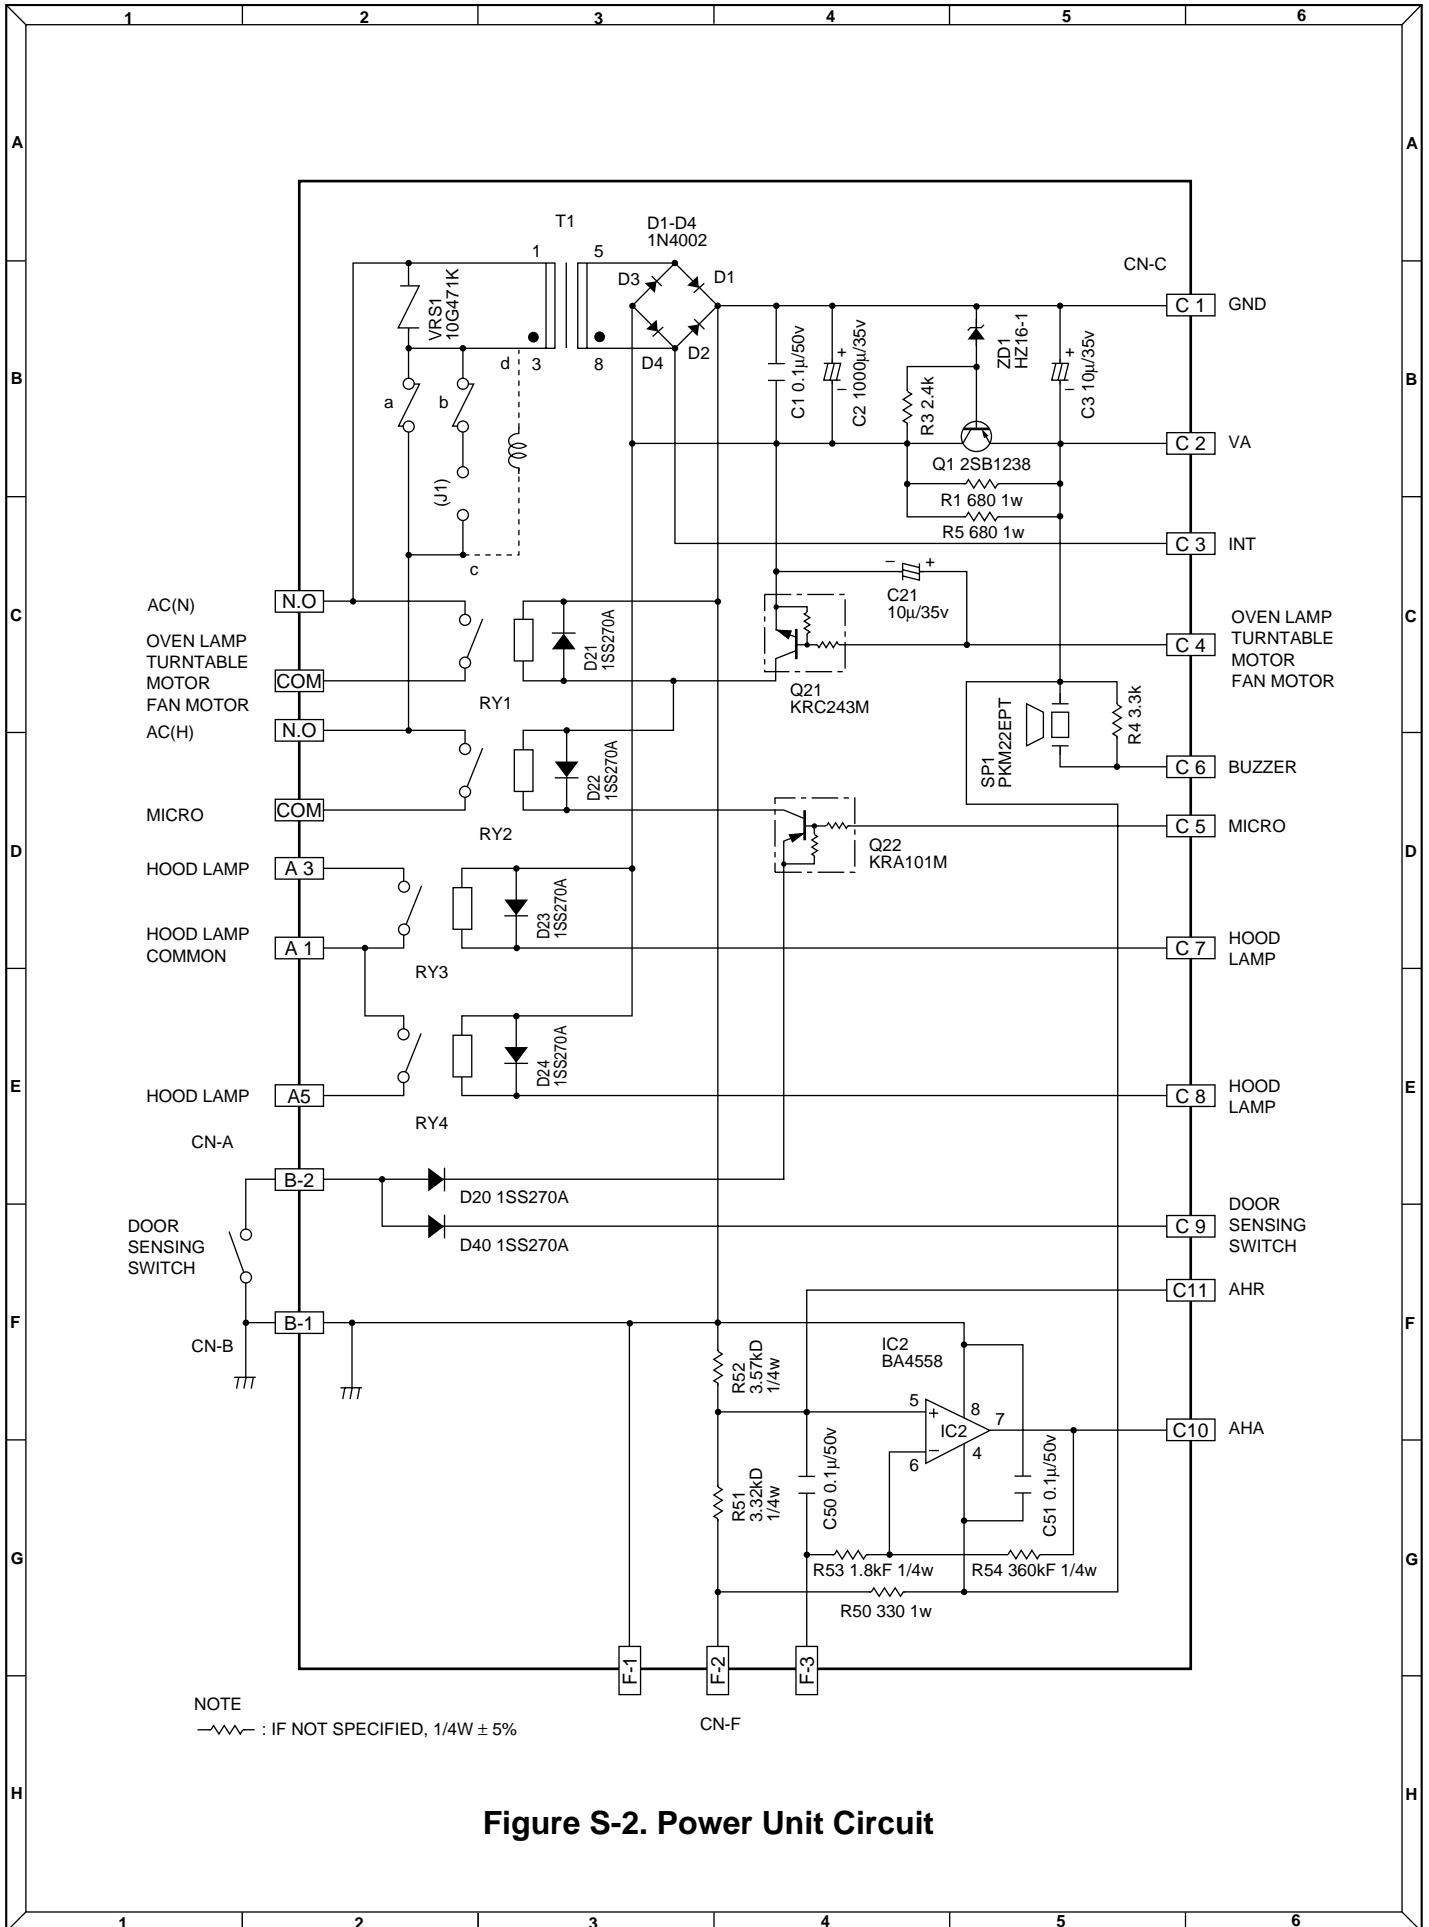 1 2 3 4 5 6
A A
B B
C C
D D
E E
F F
G G
H H
T1
D1-D4
1N4002
1 5
D3 D1
D4 D2
d 3 8
VRS1
10G471K
a b
(J1)
c
CN-C
C 1 GND
C1 0.1µ/50v
+
–
C2 1000µ/35v
R3 2.4k
ZD1
HZ16-1
+
–
C3 10µ/35v
C 2 VA
Q1 2SB1238
R1 680 1w
R5 680 1w
C 3 INT
– +
C21
10µ/35v
AC(N) N.O
OVEN LAMP
TURNTABLE
MOTOR
FAN MOTOR
COM
RY1
D21
1SS270A
Q21
KRC243M
C 4
OVEN LAMP
TURNTABLE
MOTOR
FAN MOTOR
AC(H) N.O
MICRO COM
RY2
D22
1SS270A
SP1
PKM22EPT
R4 3.3k
C 6 BUZZER
C 5 MICRO
Q22
KRA101M
HOOD LAMP A 3
HOOD LAMP
COMMON
A 1
RY3
D23
1SS270A
C 7 HOOD
LAMP
HOOD LAMP A5
RY4
D24
1SS270A
C 8 HOOD
LAMP
CN-A
B-2
D20 1SS270A
D40 1SS270A
DOOR
SENSING
SWITCH
C 9
DOOR
SENSING
SWITCH
C11 AHR
B-1
CN-B
R52
3.57kD
1/4w
IC2
BA4558
5 + 8 7
IC2
6 – 4
C10 AHA
R51
3.32kD
1/4w
C50 0.1µ/50v
C51 0.1µ/50v
R53 1.8kF 1/4w
R54 360kF 1/4w
R50 330 1w
F-1 F-2 F-3
CN-F
NOTE
: IF NOT SPECIFIED, 1/4W ± 5%
Figure S-2. Power Unit Circuit
1 2 3 4 5 6